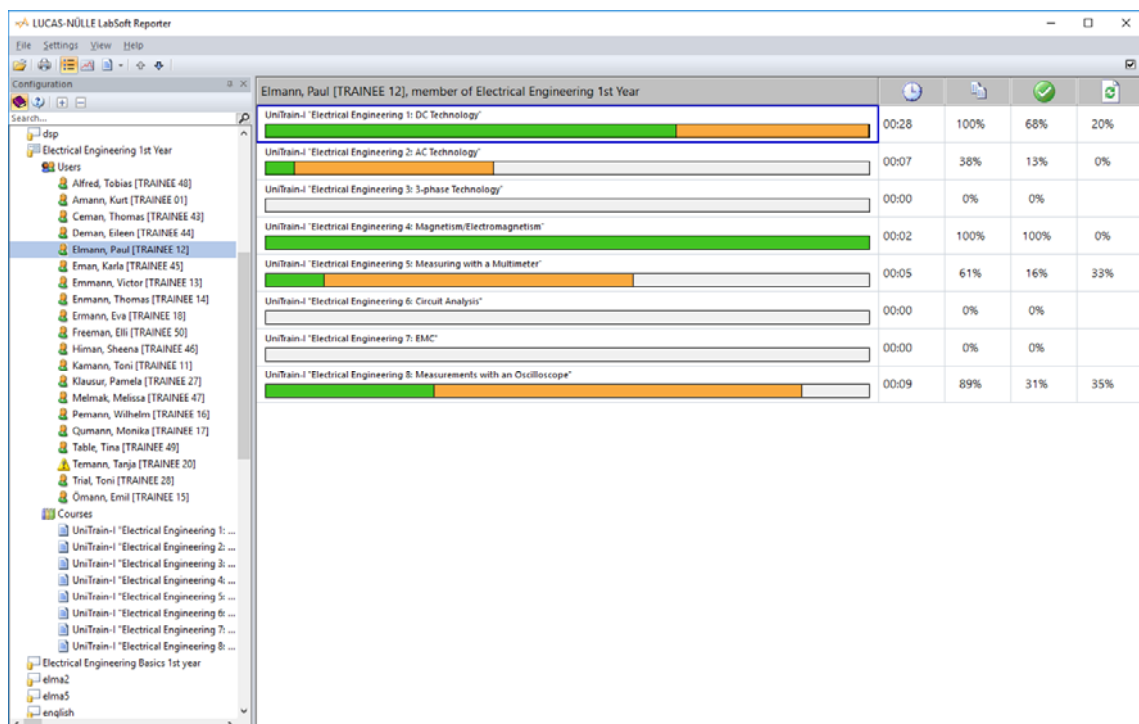 LUCAS-NÜLLE LabSoft Reporter
File Settings View Help
Configuration
Search...
dsp
Electrical Engineering 1st Year
Users
Alfred, Tobias [TRAINEE 48]
Amann, Kurt [TRAINEE 01]
Ceman, Thomas [TRAINEE 43]
Deman, Eileen [TRAINEE 44]
Elmann, Paul [TRAINEE 12]
Eman, Karla [TRAINEE 45]
Emmann, Victor [TRAINEE 13]
Enmann, Thomas [TRAINEE 14]
Ermann, Eva [TRAINEE 18]
Freeman, Elli [TRAINEE 50]
Himan, Sheena [TRAINEE 46]
Kamann, Toni [TRAINEE 11]
Klausur, Pamela [TRAINEE 27]
Melmak, Melissa [TRAINEE 47]
Pemann, Wilhelm [TRAINEE 16]
Qumann, Monika [TRAINEE 17]
Table, Tina [TRAINEE 49]
Temann, Tanja [TRAINEE 20]
Trial, Toni [TRAINEE 28]
Ömann, Emil [TRAINEE 15]
Courses
UniTrain-I "Electrical Engineering 1: ...
UniTrain-I "Electrical Engineering 2: ...
UniTrain-I "Electrical Engineering 3: ...
UniTrain-I "Electrical Engineering 4: ...
UniTrain-I "Electrical Engineering 5: ...
UniTrain-I "Electrical Engineering 6: ...
UniTrain-I "Electrical Engineering 7: ...
UniTrain-I "Electrical Engineering 8: ...
Electrical Engineering Basics 1st year
elma2
elma5
english
Elmann, Paul [TRAINEE 12], member of Electrical Engineering 1st Year
UniTrain-I "Electrical Engineering 1: DC Technology"
00:28 100% 68% 20%
UniTrain-I "Electrical Engineering 2: AC Technology"
00:07 38% 13% 0%
UniTrain-I "Electrical Engineering 3: 3-phase Technology"
00:00 0% 0%
UniTrain-I "Electrical Engineering 4: Magnetism/Electromagnetism"
00:02 100% 100% 0%
UniTrain-I "Electrical Engineering 5: Measuring with a Multimeter"
00:05 61% 16% 33%
UniTrain-I "Electrical Engineering 6: Circuit Analysis"
00:00 0% 0%
UniTrain-I "Electrical Engineering 7: EMC"
00:00 0% 0%
UniTrain-I "Electrical Engineering 8: Measurements with an Oscilloscope"
00:09 89% 31% 35%